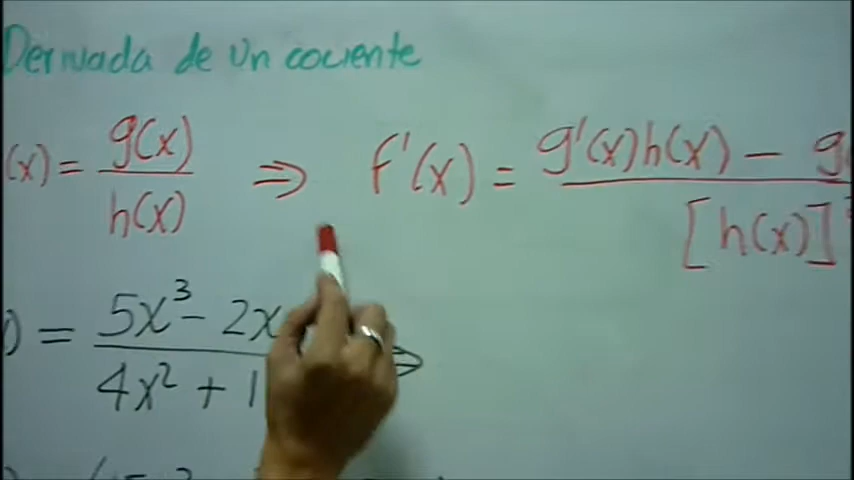 Derivada de un cociente
(x) = g(x)/h(x) ⇒ f'(x) = g'(x)h(x) − g / [h(x)]
) = 5x³ − 2x / 4x² + 1 ⇒